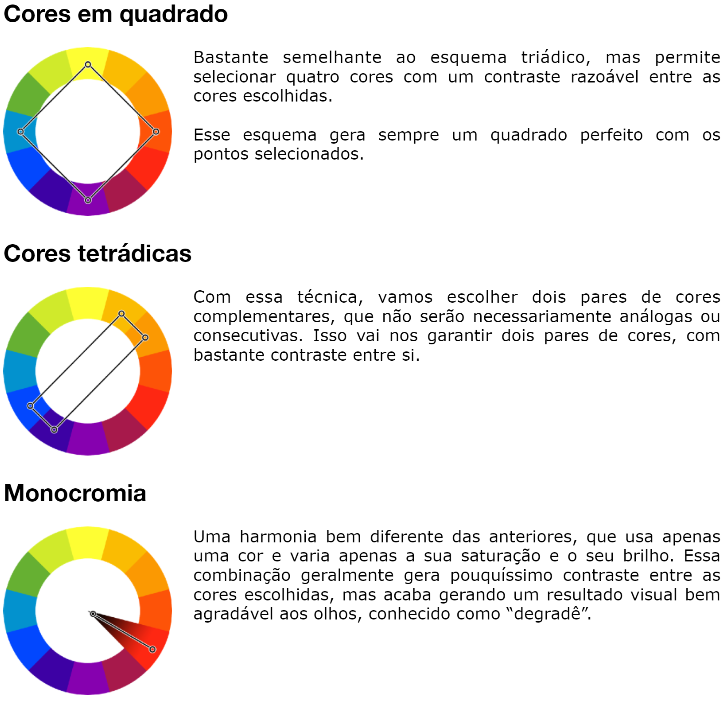 Cores em quadrado
Bastante semelhante ao esquema triádico, mas permite
selecionar quatro cores com um contraste razoável entre as
cores escolhidas.
Esse esquema gera sempre um quadrado perfeito com os
pontos selecionados.
Cores tetrádicas
Com essa técnica, vamos escolher dois pares de cores
complementares, que não serão necessariamente análogas ou
consecutivas. Isso vai nos garantir dois pares de cores, com
bastante contraste entre si.
Monocromia
Uma harmonia bem diferente das anteriores, que usa apenas
uma cor e varia apenas a sua saturação e o seu brilho. Essa
combinação geralmente gera pouquíssimo contraste entre as
cores escolhidas, mas acaba gerando um resultado visual bem
agradável aos olhos, conhecido como “degradê”.